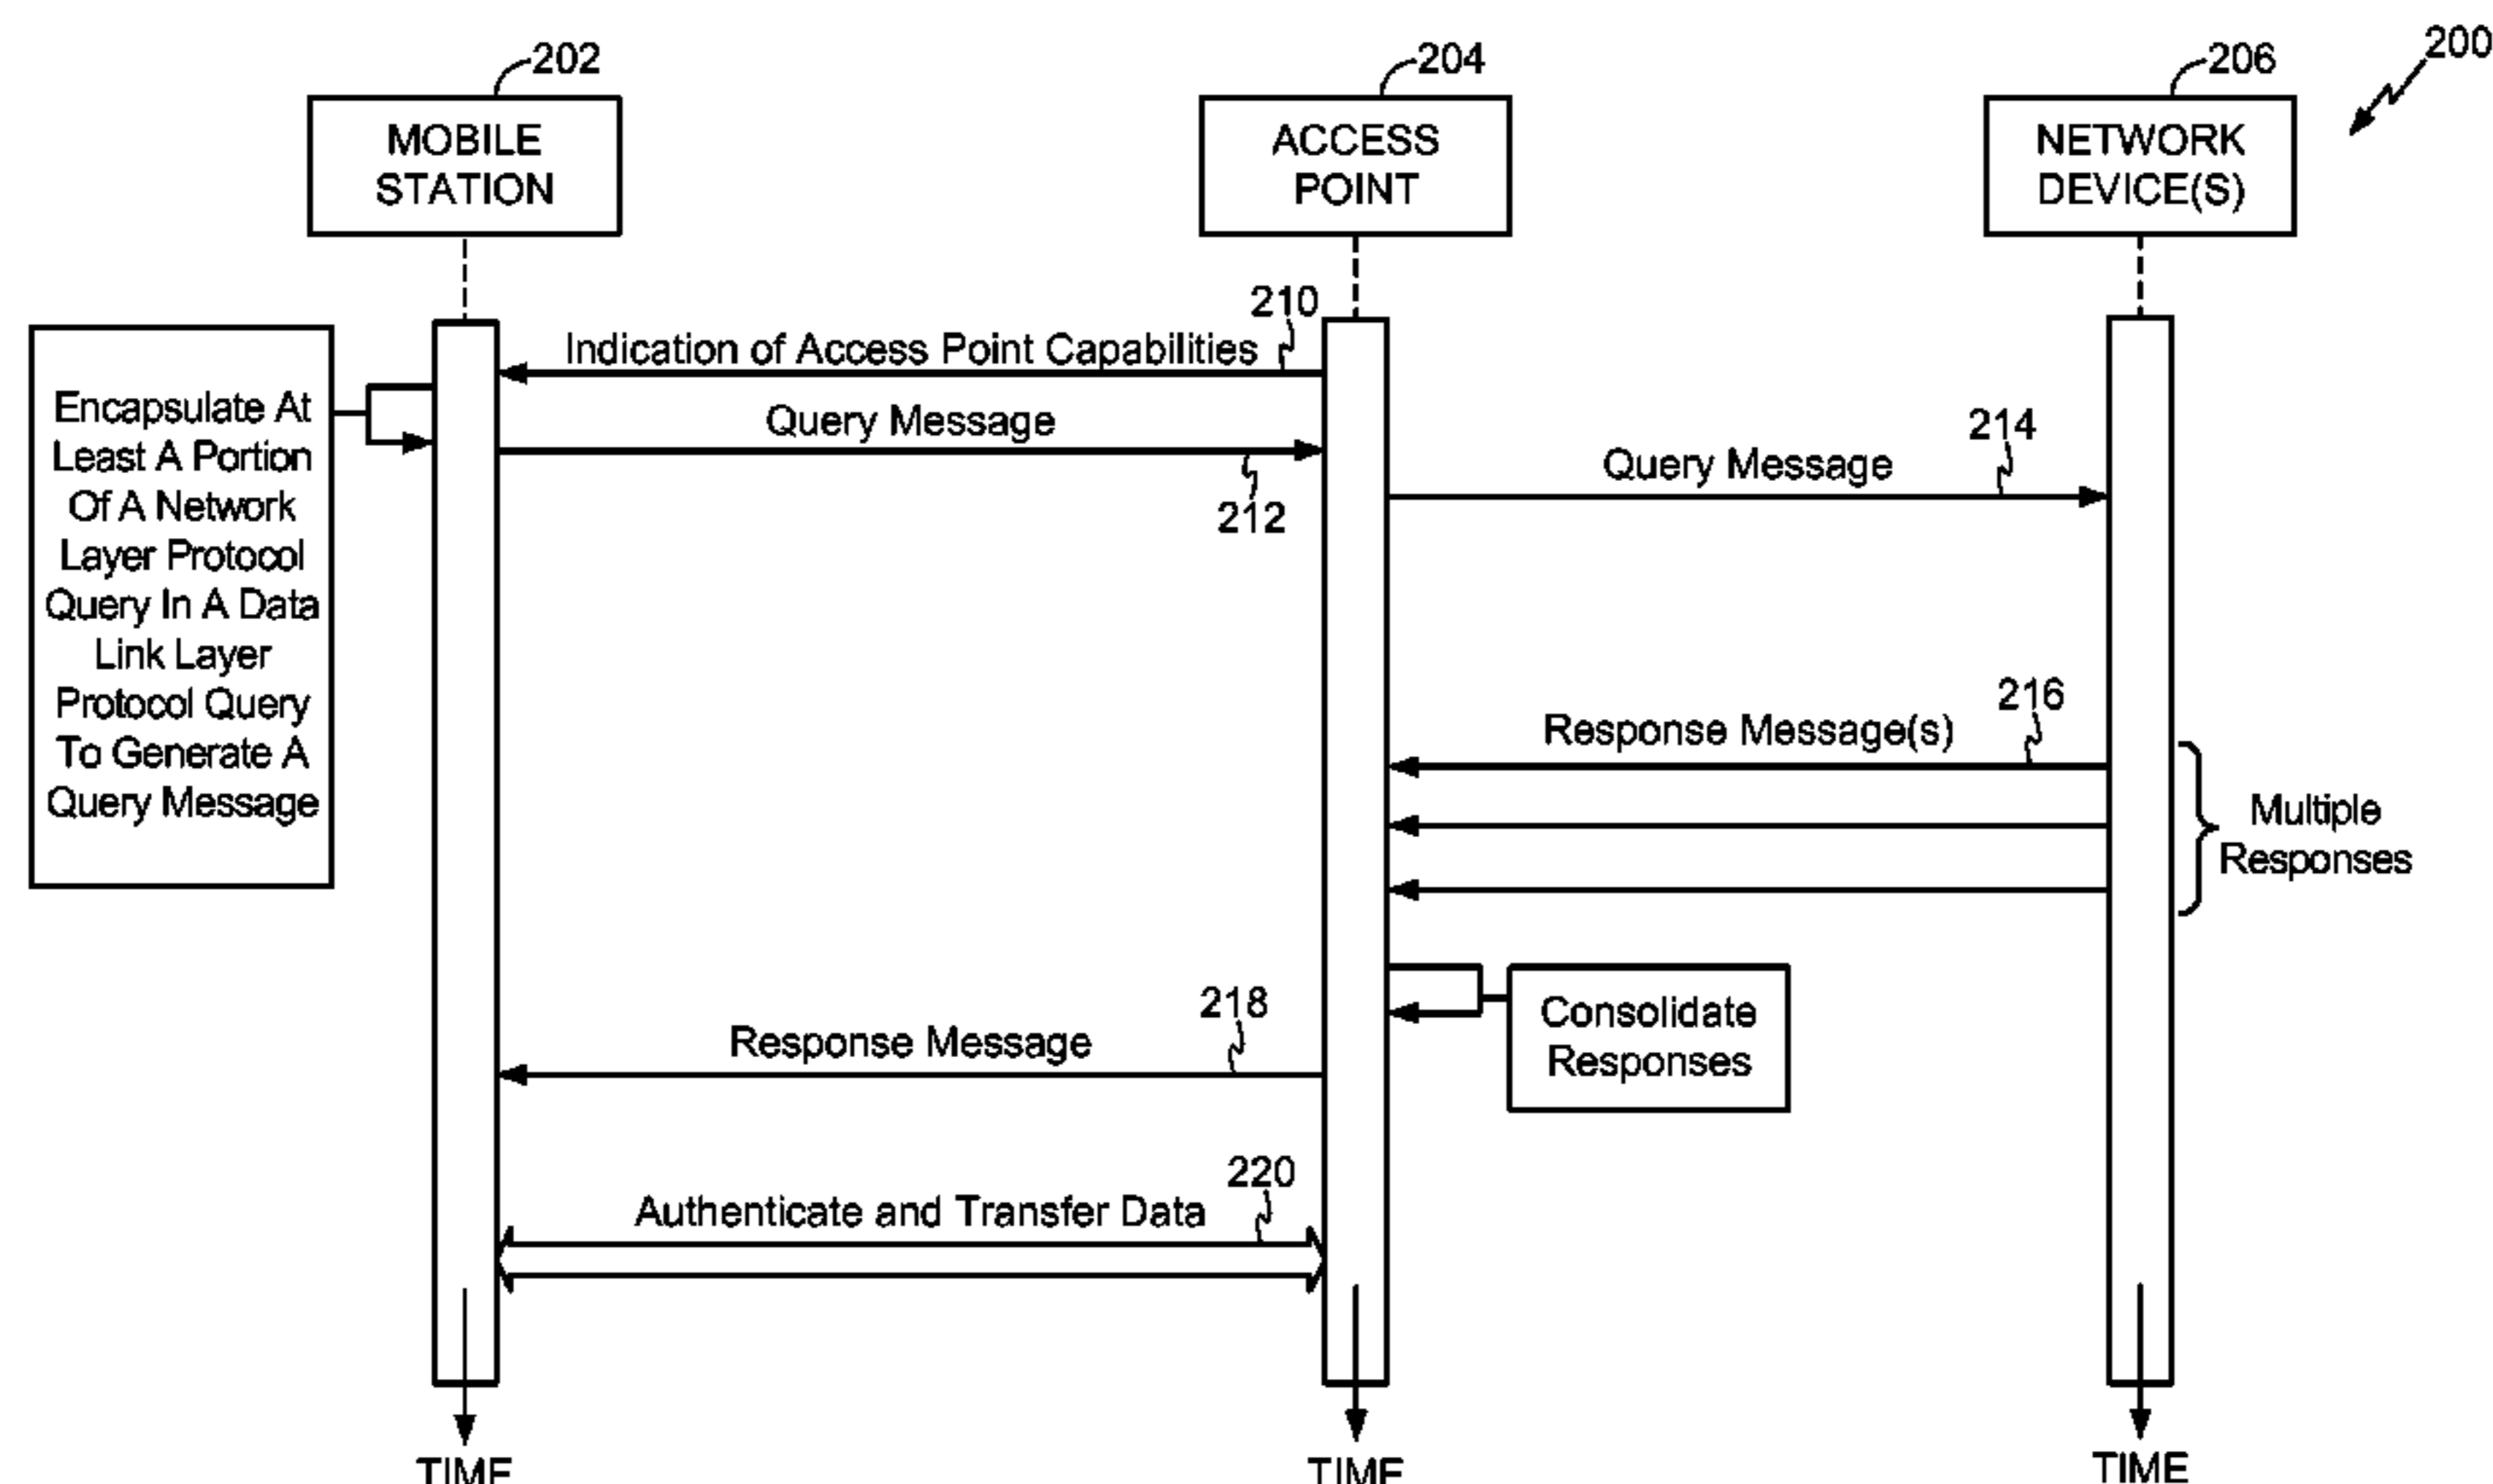 202
204
206
200
MOBILE
STATION
ACCESS
POINT
NETWORK
DEVICE(S)
210
Indication of Access Point Capabilities
Encapsulate At
Least A Portion
Of A Network
Layer Protocol
Query In A Data
Link Layer
Protocol Query
To Generate A
Query Message
Query Message
212
214
Query Message
216
Response Message(s)
Multiple
Responses
Consolidate
Responses
218
Response Message
220
Authenticate and Transfer Data
TIME
TIME
TIME